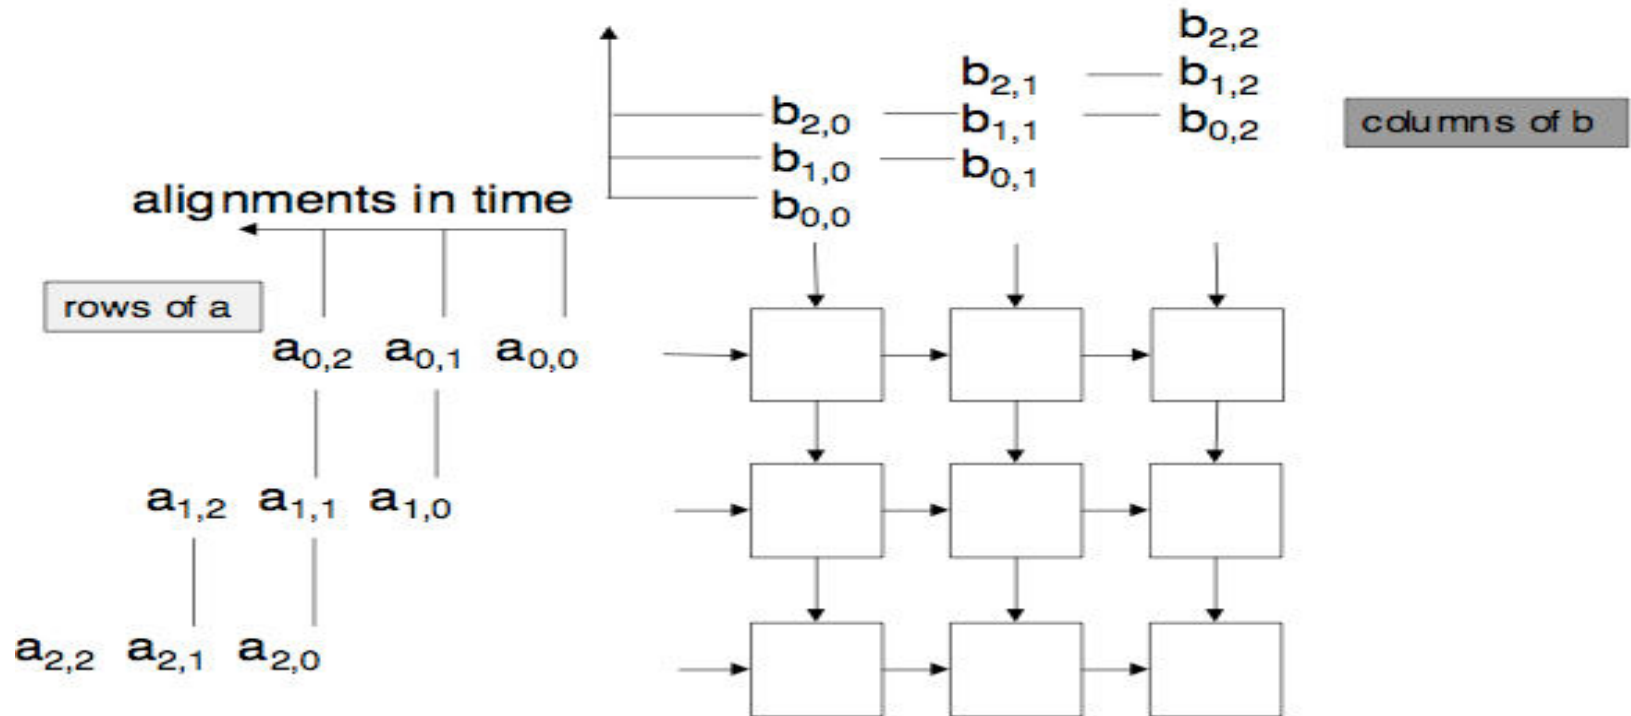 b2,2
b2,1 b1,2
b2,0 b1,1 b0,2
columns of b
b1,0 b0,1
alignments in time
b0,0
rows of a
a0,2 a0,1 a0,0
a1,2 a1,1 a1,0
a2,2 a2,1 a2,0